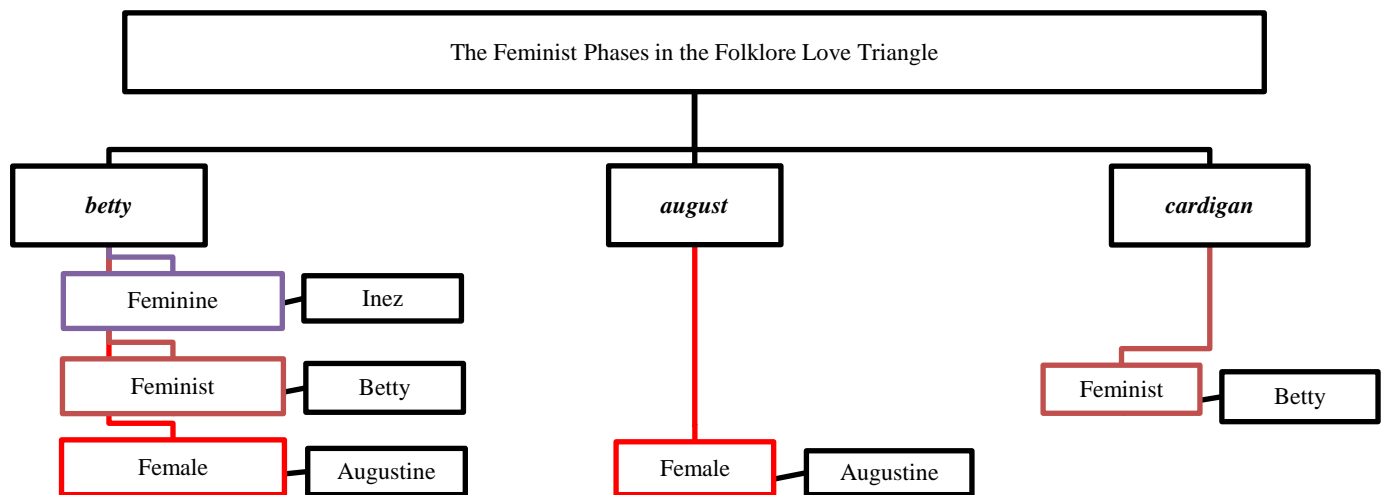 The Feminist Phases in the Folklore Love Triangle
betty
august
cardigan
Feminine
Inez
Feminist
Betty
Feminist
Betty
Female
Augustine
Female
Augustine